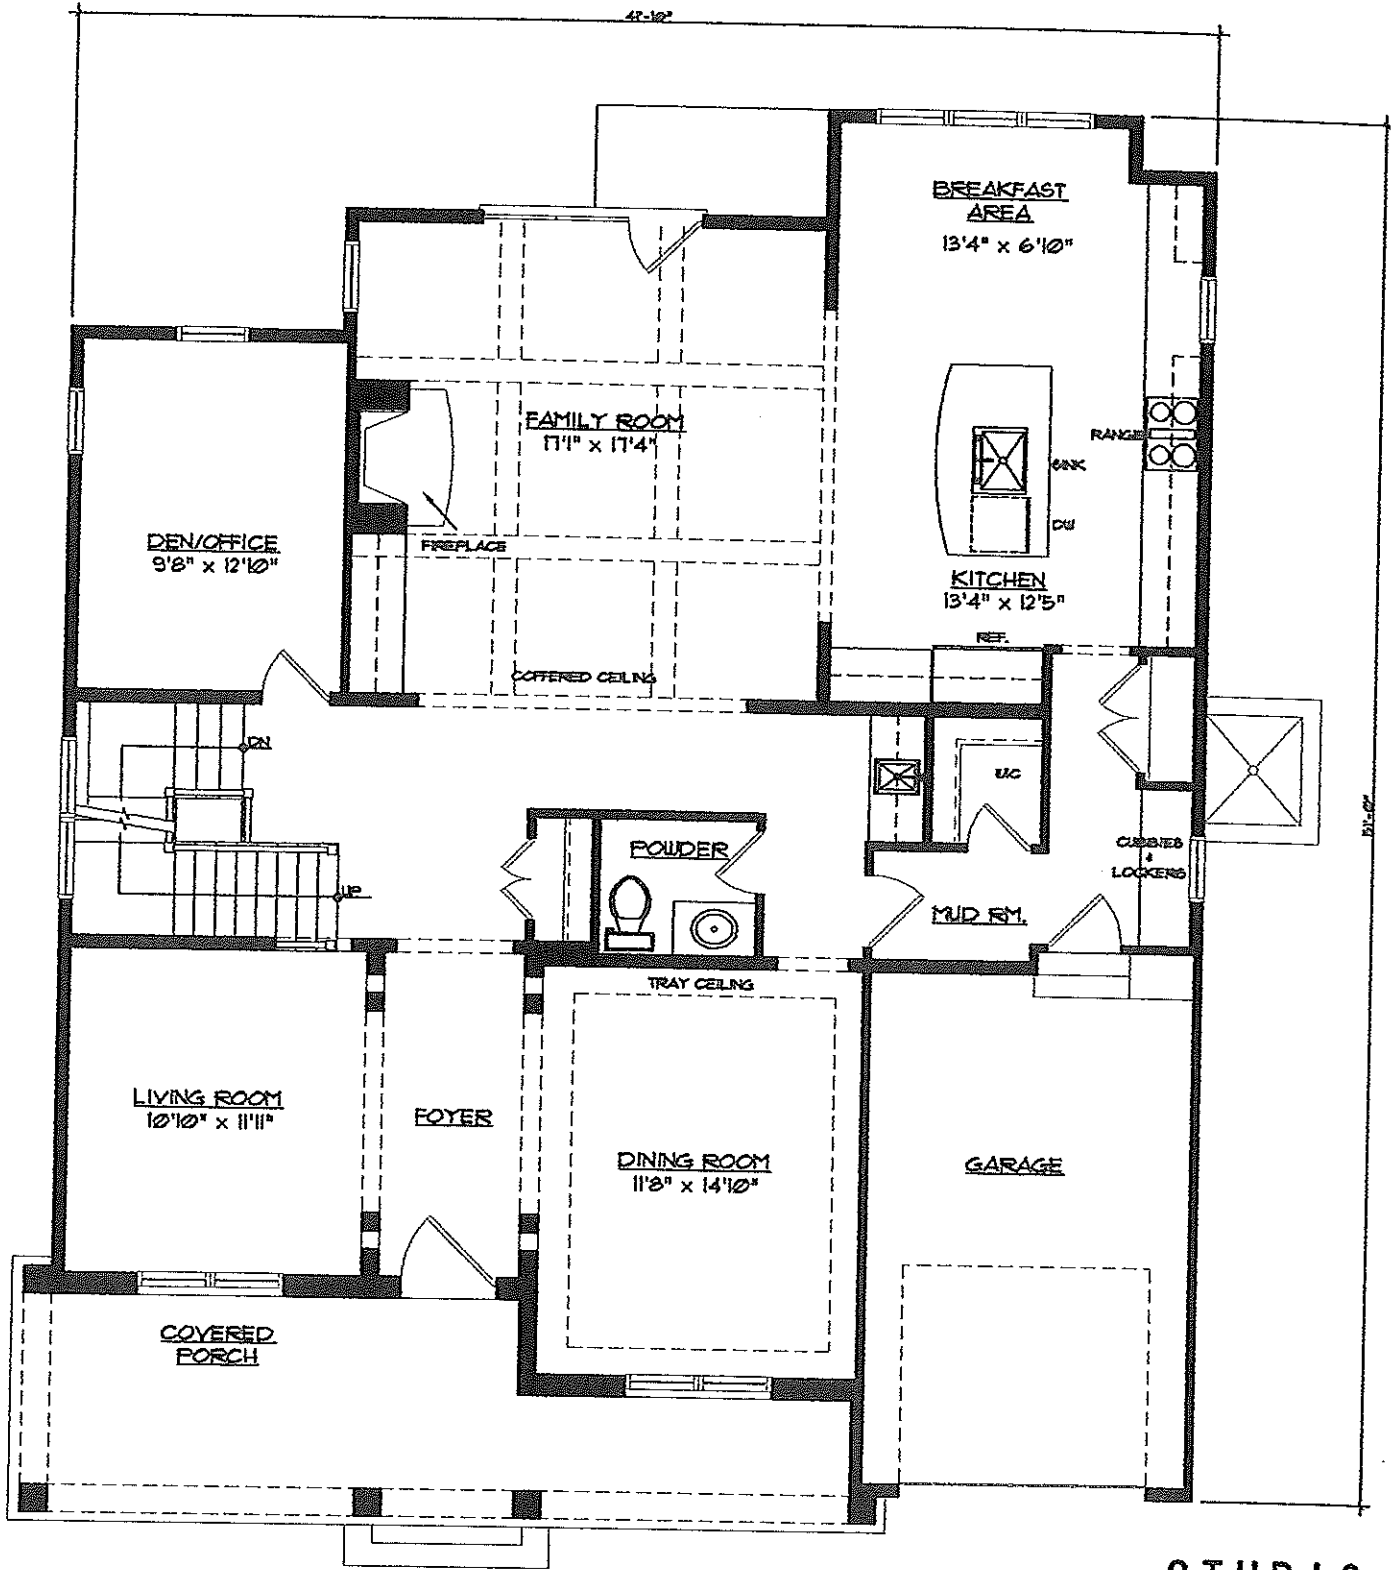 47'-10"
BREAKFAST
AREA
13'4" x 6'10"
FAMILY ROOM
17'1" x 17'4"
RANGE
SINK
DW
DEN/OFFICE
9'8" x 12'10"
FIREPLACE
KITCHEN
13'4" x 12'5"
REF.
COFFERED CEILING
DN
POWDER
CUBBIES
&
LOCKERS
UP
MUD RM.
TRAY CEILING
LIVING ROOM
10'10" x 11'11"
FOYER
DINING ROOM
11'8" x 14'10"
GARAGE
COVERED
PORCH